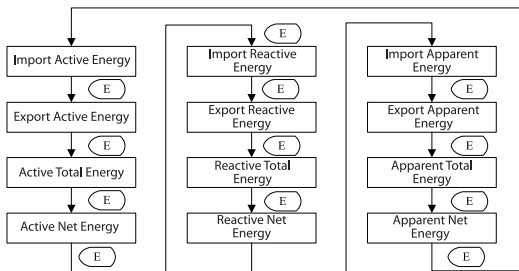 Import Active Energy
E
Export Active Energy
E
Active Total Energy
E
Active Net Energy
E
E
Import Reactive
Energy
E
Export Reactive
Energy
E
Reactive Total
Energy
E
Reactive Net
Energy
E
Import Apparent
Energy
E
Export Apparent
Energy
E
Apparent Total
Energy
E
Apparent Net
Energy
E